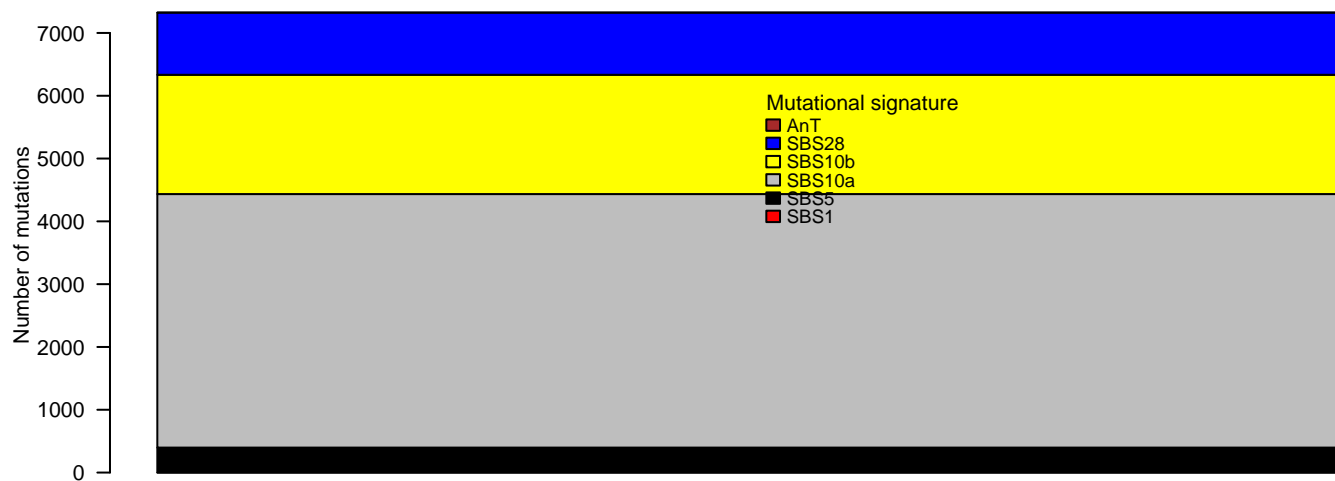 7000
6000
5000
4000
3000
2000
1000
0
Number of mutations
Mutational signature
AnT
SBS28
SBS10b
SBS10a
SBS5
SBS1